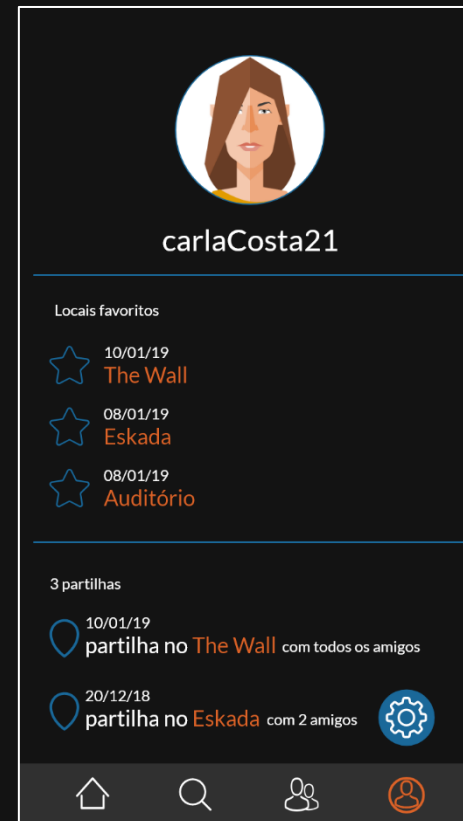 carlaCosta21
Locais favoritos
10/01/19
The Wall
08/01/19
Eskada
08/01/19
Auditório
3 partilhas
10/01/19
partilha no The Wall com todos os amigos
20/12/18
partilha no Eskada com 2 amigos